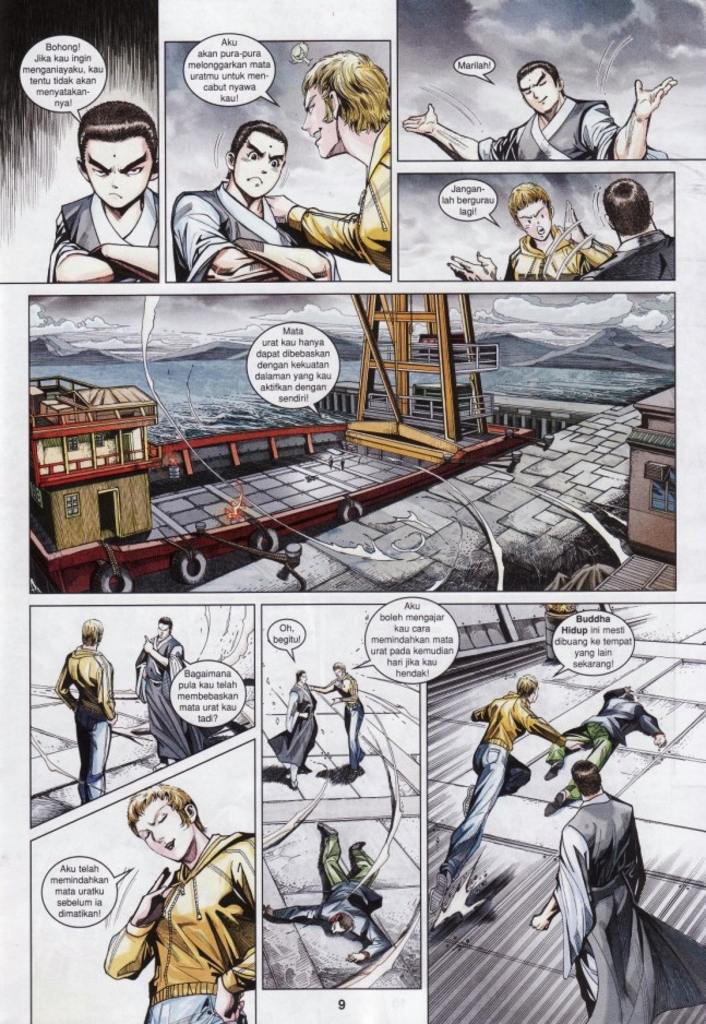 Bohong!
Jika kau ingin
menganiayaku, kau
tentu tidak akan
menyatakan-
nya!
Aku
akan pura-pura
melonggarkan mata
uratmu untuk men-
cabut nyawa
kau!
Marilah!
Jangan-
lah bergurau
lagi!
Mata
urat kau hanya
dapat dibebaskan
dengan kekuatan
dalaman yang kau
aktifkan dengan
sendiri!
Bagaimana
pula kau telah
membebaskan
mata urat kau
tadi?
Aku telah
memindahkan
mata uratku
sebelum ia
dimatikan!
Oh,
begitu!
Aku
boleh mengajar
kau cara
memindahkan mata
urat pada kemudian
hari jika kau
hendak!
Buddha
Hidup ini mesti
dibuang ke tempat
yang lain
sekarang!
9